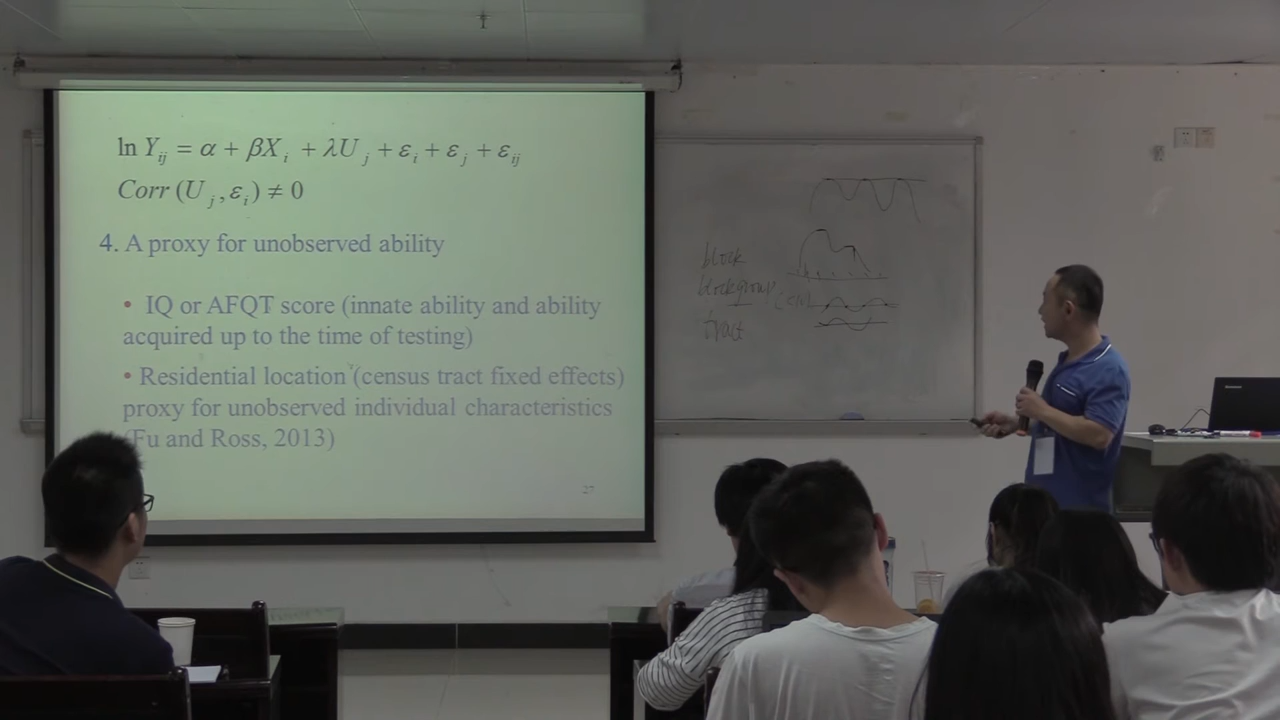 ln Y_ij = α + βX_i + λU_j + ε_i + ε_j + ε_ij
Corr (U_j, ε_i) ≠ 0
4. A proxy for unobserved ability
• IQ or AFQT score (innate ability and ability
acquired up to the time of testing)
• Residential location (census tract fixed effects)
proxy for unobserved individual characteristics
(Fu and Ross, 2013)
27
block
blockgroup
tract